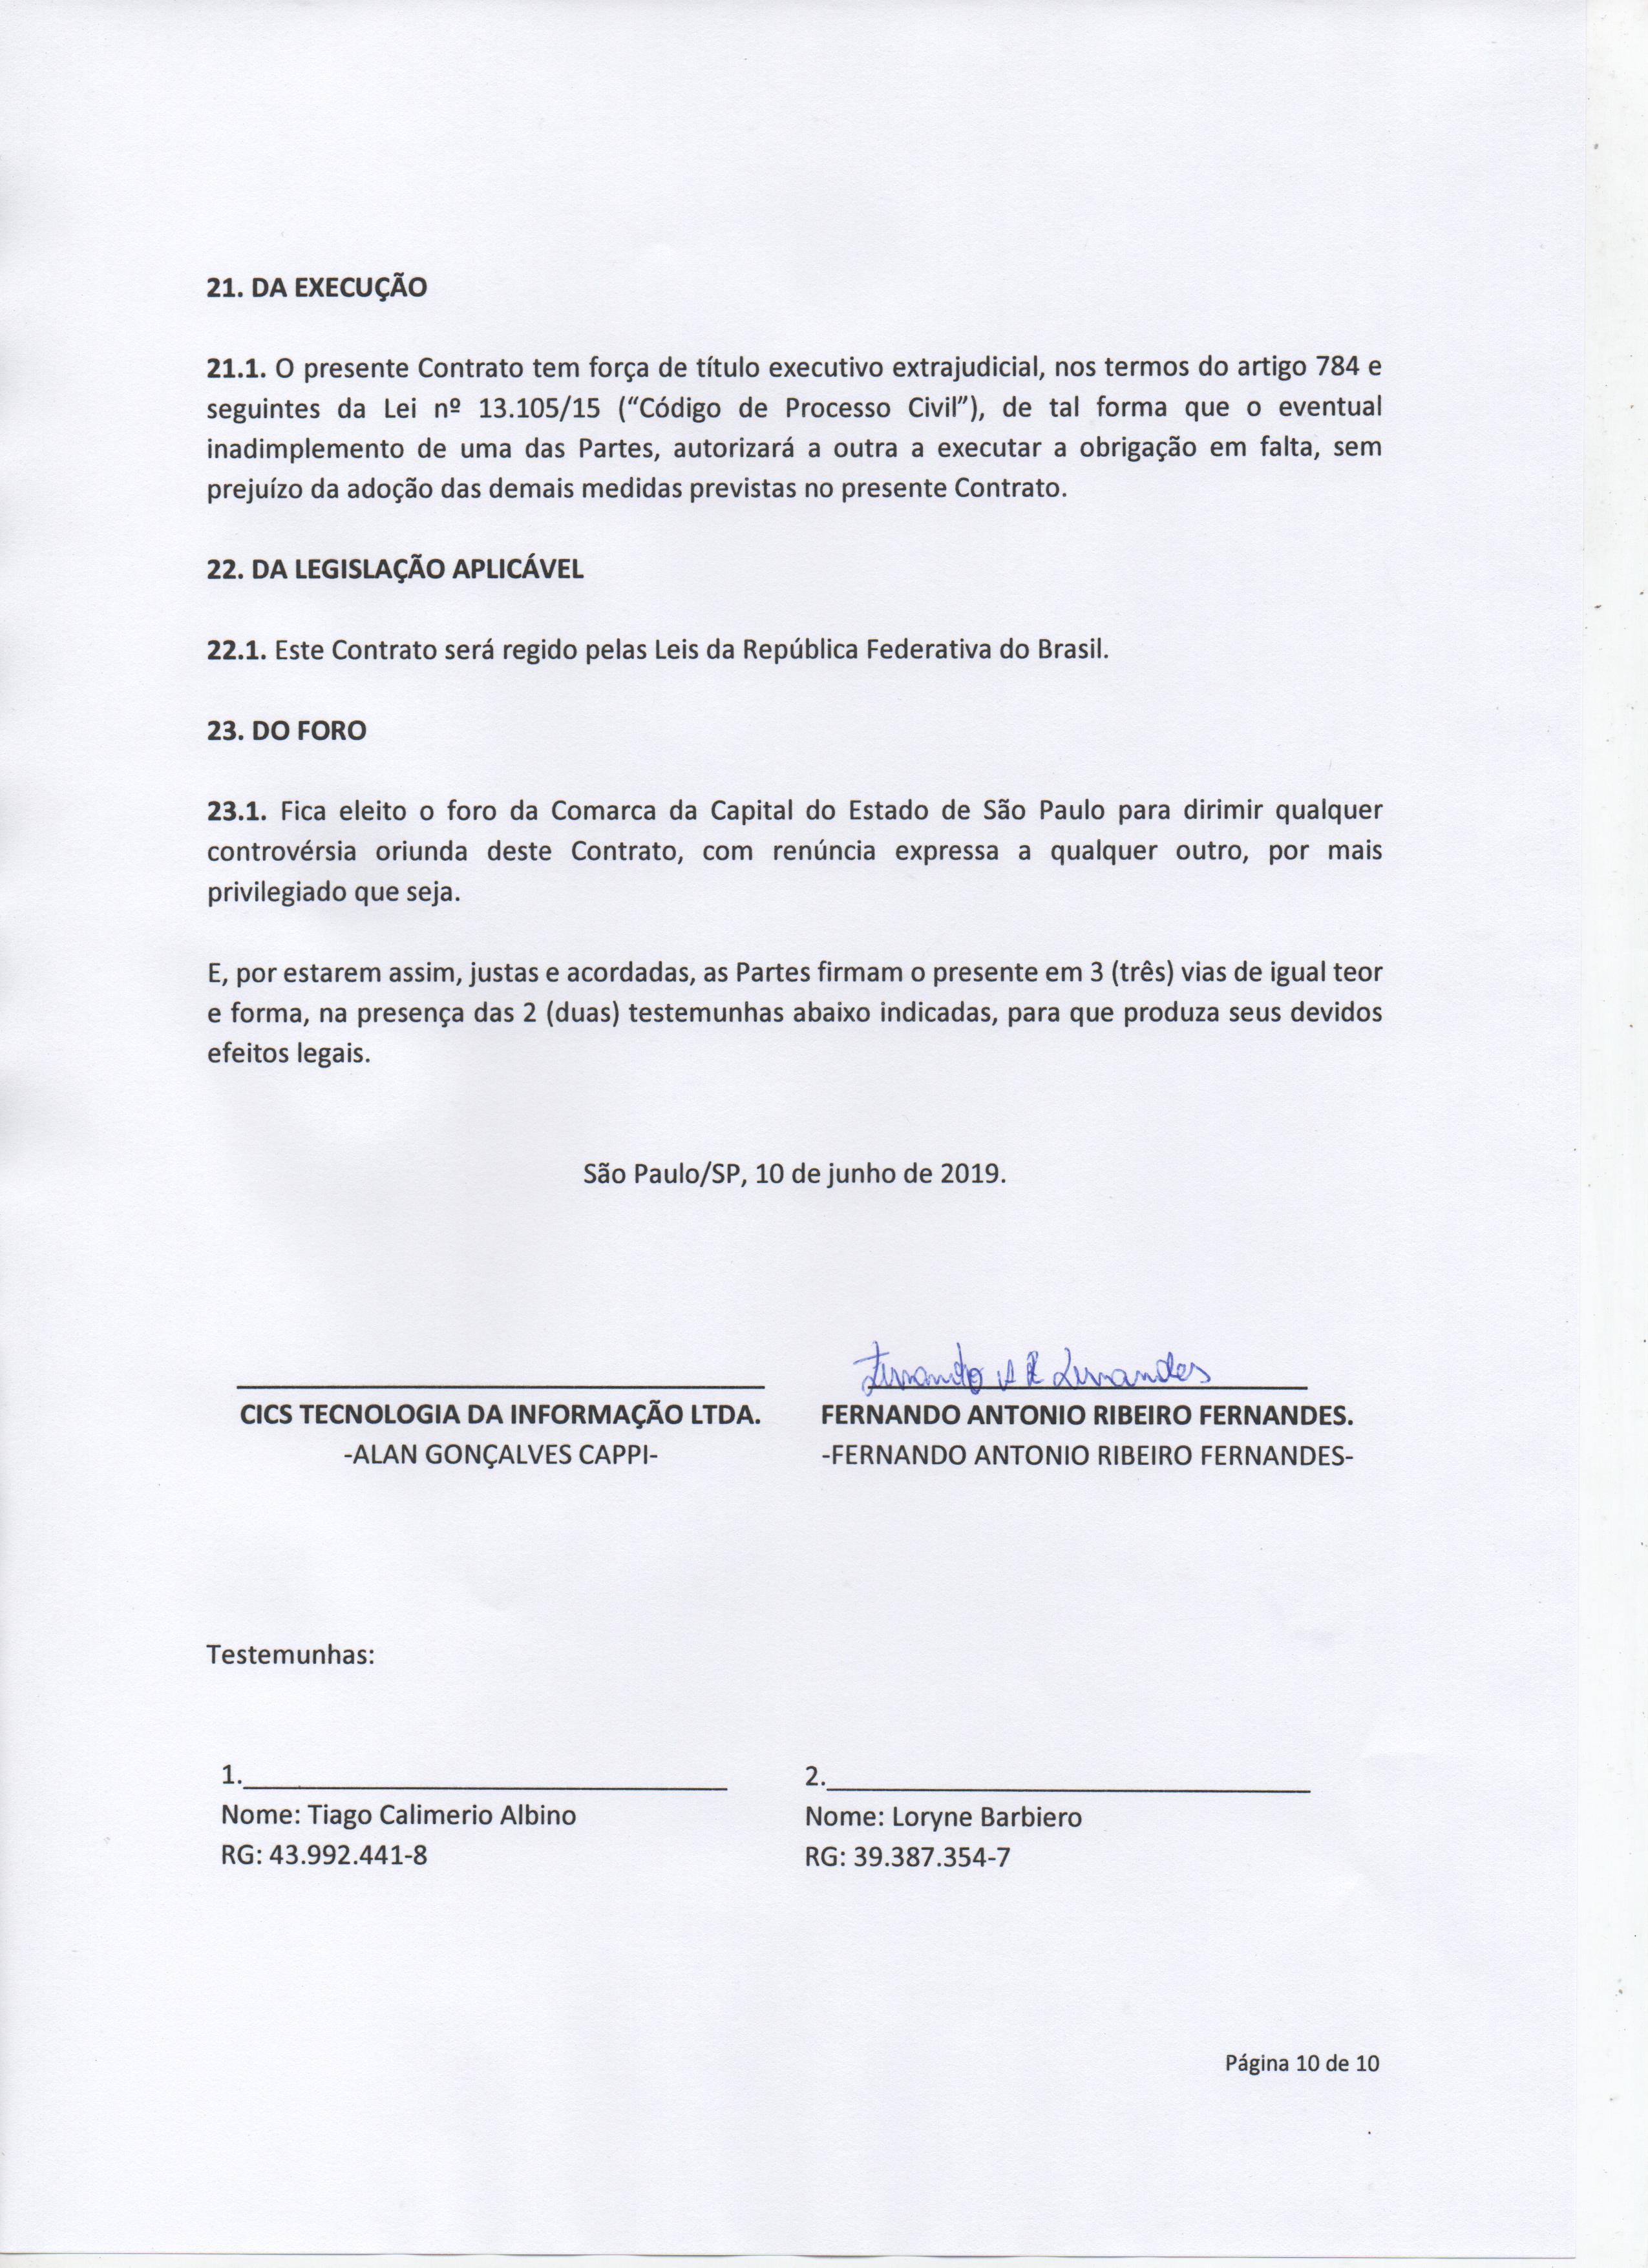 21. DA EXECUÇÃO
21.1. O presente Contrato tem força de título executivo extrajudicial, nos termos do artigo 784 e
seguintes da Lei nº 13.105/15 (“Código de Processo Civil”), de tal forma que o eventual
inadimplemento de uma das Partes, autorizará a outra a executar a obrigação em falta, sem
prejuízo da adoção das demais medidas previstas no presente Contrato.
22. DA LEGISLAÇÃO APLICÁVEL
22.1. Este Contrato será regido pelas Leis da República Federativa do Brasil.
23. DO FORO
23.1. Fica eleito o foro da Comarca da Capital do Estado de São Paulo para dirimir qualquer
controvérsia oriunda deste Contrato, com renúncia expressa a qualquer outro, por mais
privilegiado que seja.
E, por estarem assim, justas e acordadas, as Partes firmam o presente em 3 (três) vias de igual teor
e forma, na presença das 2 (duas) testemunhas abaixo indicadas, para que produza seus devidos
efeitos legais.
São Paulo/SP, 10 de junho de 2019.
Fernando A R Fernandes
CICS TECNOLOGIA DA INFORMAÇÃO LTDA. FERNANDO ANTONIO RIBEIRO FERNANDES.
-ALAN GONÇALVES CAPPI- -FERNANDO ANTONIO RIBEIRO FERNANDES-
Testemunhas:
1. 2.
Nome: Tiago Calimerio Albino Nome: Loryne Barbiero
RG: 43.992.441-8 RG: 39.387.354-7
Página 10 de 10